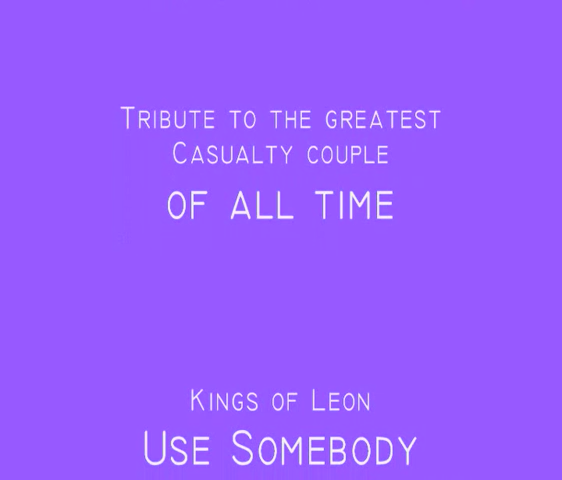 Tribute to the greatest
Casualty couple
of all time
Kings of Leon
Use Somebody